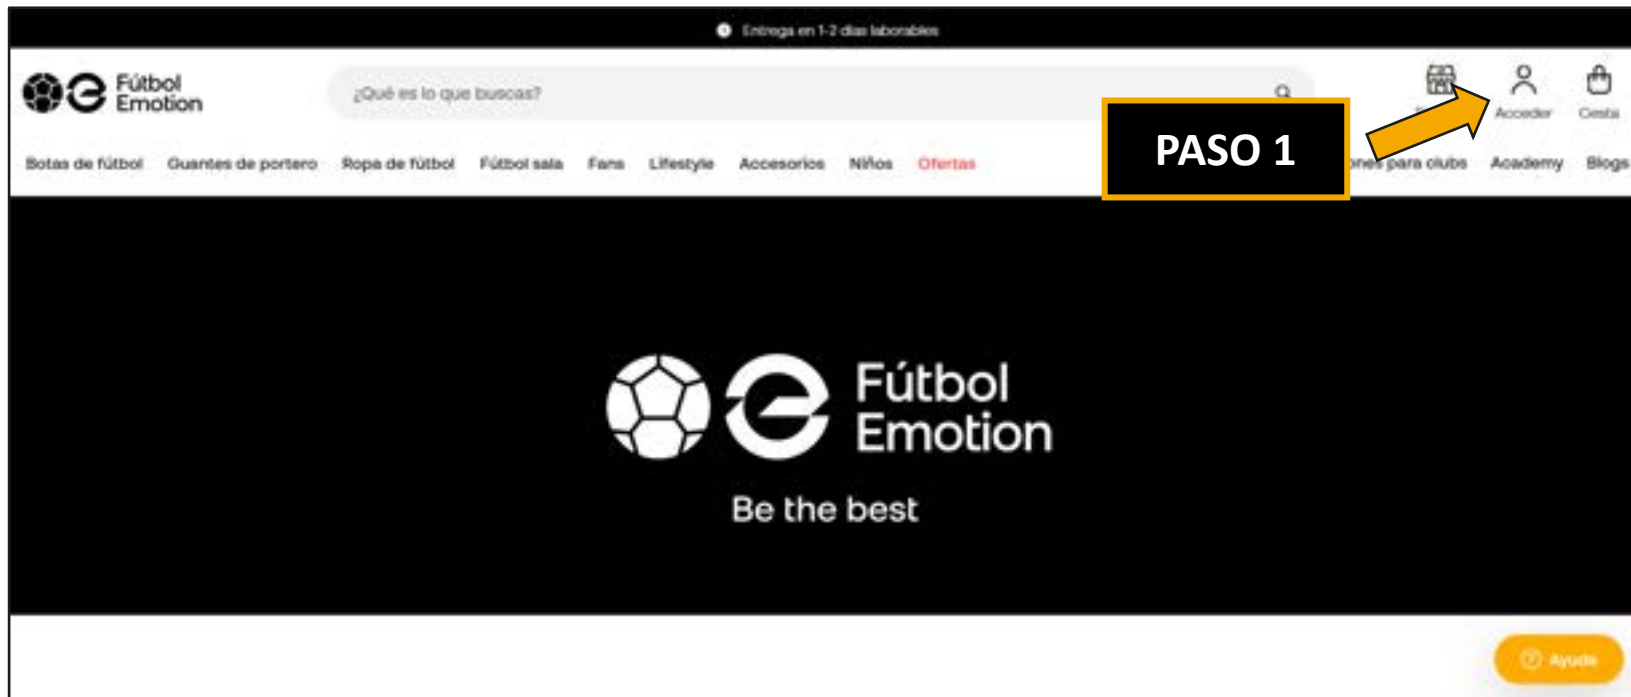 Entrega en 1-2 días laborables
Fútbol
Emotion
¿Qué es lo que buscas?
Acceder
Cesta
PASO 1
Botas de fútbol Guantes de portero Ropa de fútbol Fútbol sala Fans Lifestyle Accesorios Niños Ofertas
para clubs Academy Blogs
Fútbol
Emotion
Be the best
Ayuda